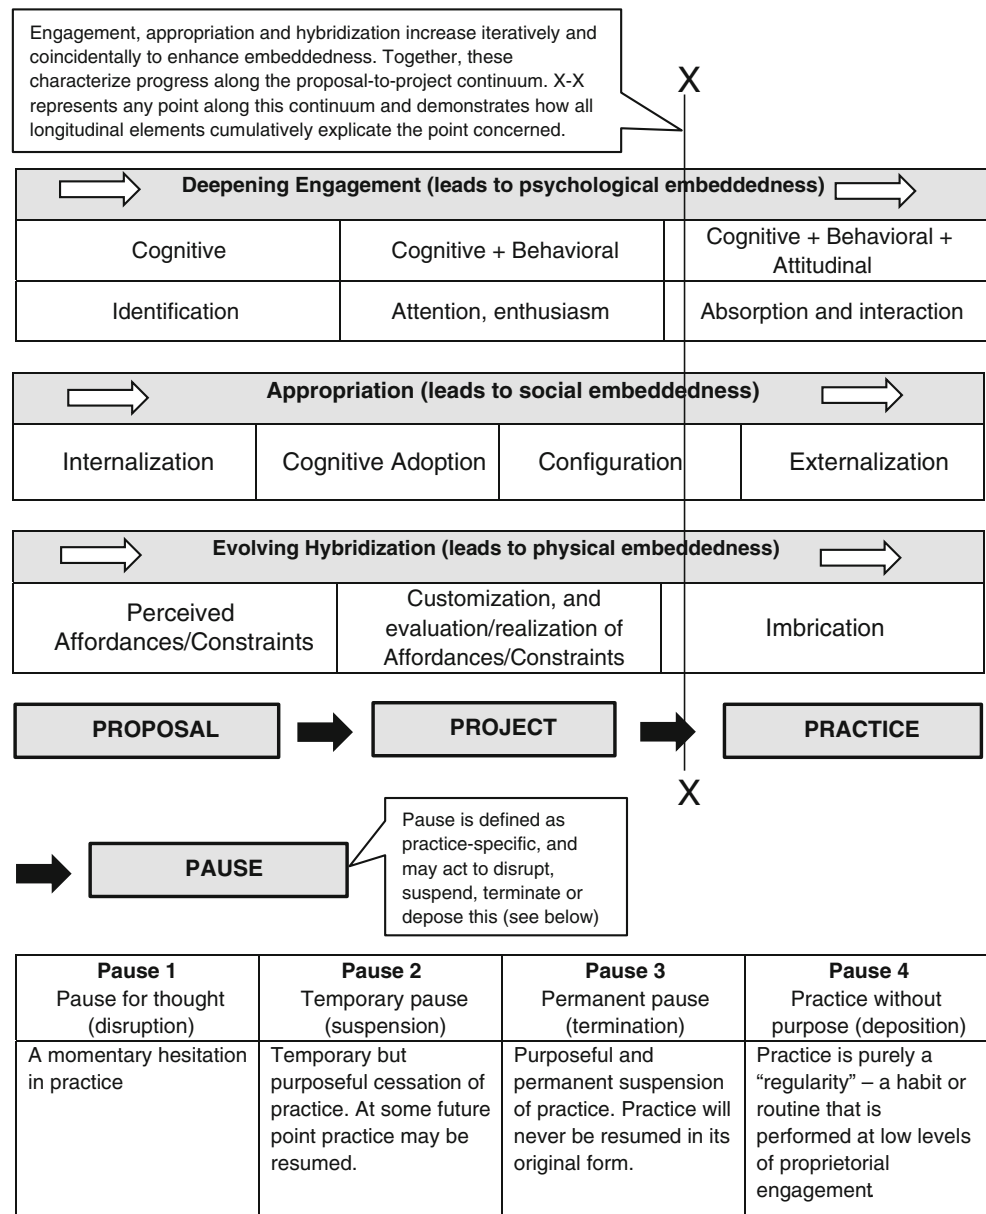 Engagement, appropriation and hybridization increase iteratively and
coincidentally to enhance embeddedness. Together, these
characterize progress along the proposal-to-project continuum. X-X
represents any point along this continuum and demonstrates how all
longitudinal elements cumulatively explicate the point concerned.
X
Deepening Engagement (leads to psychological embeddedness)
Cognitive
Cognitive + Behavioral
Cognitive + Behavioral +
Attitudinal
Identification
Attention, enthusiasm
Absorption and interaction
Appropriation (leads to social embeddedness)
Internalization
Cognitive Adoption
Configuration
Externalization
Evolving Hybridization (leads to physical embeddedness)
Perceived
Affordances/Constraints
Customization, and
evaluation/realization of
Affordances/Constraints
Imbrication
PROPOSAL
PROJECT
PRACTICE
X
PAUSE
Pause is defined as
practice-specific, and
may act to disrupt,
suspend, terminate or
depose this (see below)
Pause 1
Pause for thought
(disruption)
Pause 2
Temporary pause
(suspension)
Pause 3
Permanent pause
(termination)
Pause 4
Practice without
purpose (deposition)
A momentary hesitation
in practice
Temporary but
purposeful cessation of
practice. At some future
point practice may be
resumed.
Purposeful and
permanent suspension
of practice. Practice will
never be resumed in its
original form.
Practice is purely a
“regularity” – a habit or
routine that is
performed at low levels
of proprietorial
engagement.